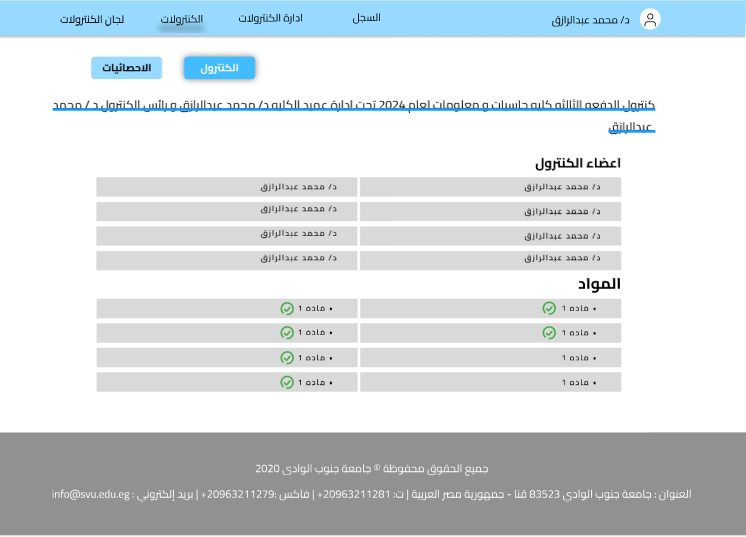 د/ محمد عبدالرازق
السجل
ادارة الكنترولات
الكنترولات
لجان الكنترولات
الكنترول
الاحصائيات
كنترول الدفعه الثالثه كليه حاسبات و معلومات لعام 2024 تحت ادارة عميد الكليه د/ محمد عبدالرازق و رائس الكنترول د / محمد
عبدالرازق
اعضاء الكنترول
د/ محمد عبدالرازق د/ محمد عبدالرازق
د/ محمد عبدالرازق د/ محمد عبدالرازق
د/ محمد عبدالرازق د/ محمد عبدالرازق
د/ محمد عبدالرازق د/ محمد عبدالرازق
المواد
• ماده 1 • ماده 1
• ماده 1 • ماده 1
• ماده 1 • ماده 1
• ماده 1 • ماده 1
جميع الحقوق محفوظة © جامعة جنوب الوادى 2020
العنوان : جامعة جنوب الوادي 83523 قنا - جمهورية مصر العربية | ت: 20963211281+ | فاكس :20963211279+ | بريد إلكتروني : info@svu.edu.eg